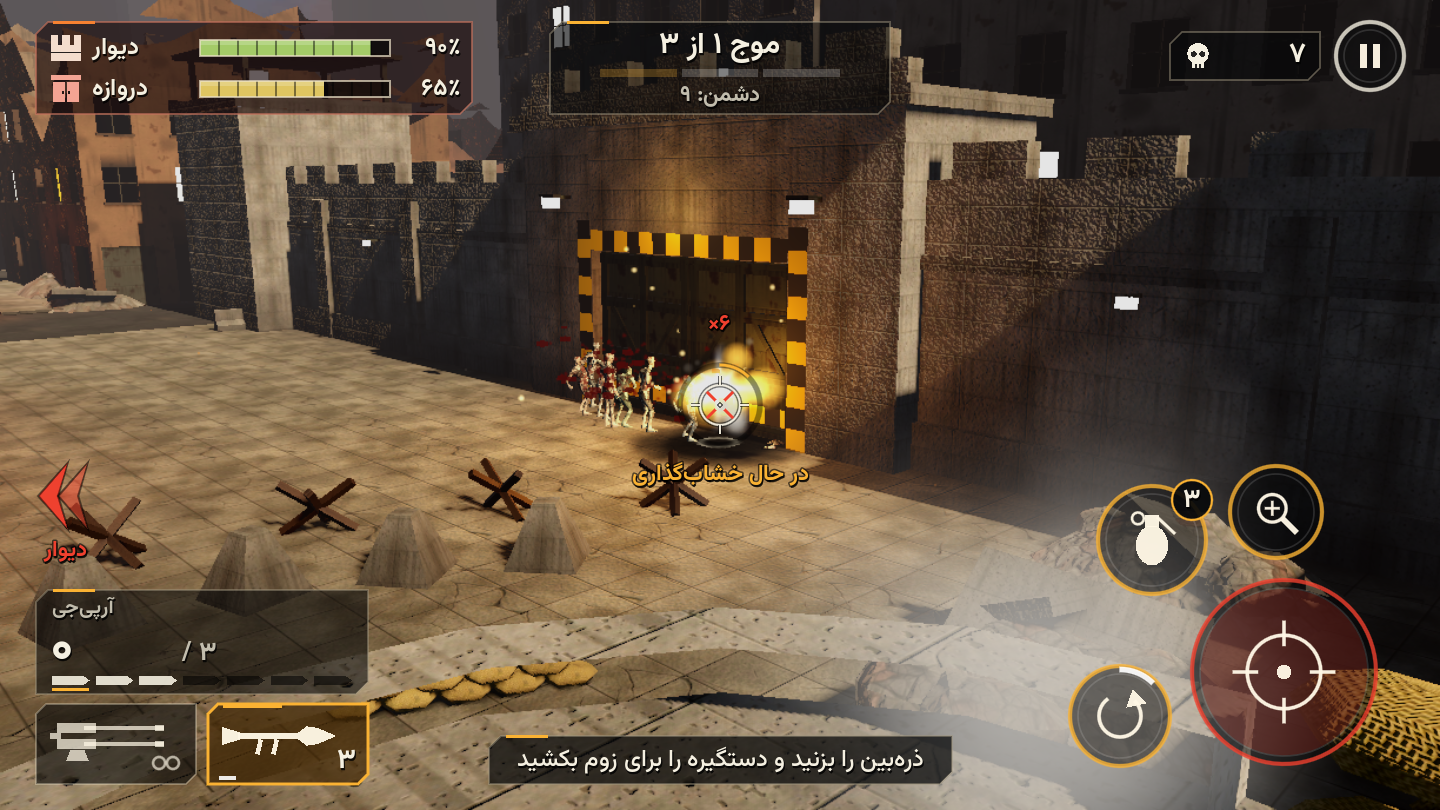 دیوار ۹۰٪
دروازه ۶۵٪
موج ۱ از ۳
دشمن: ۹
۷
×۶
در حال خشاب‌گذاری
دیوار
۳
آرپی‌جی
۰ / ۳
∞
۳
ذره‌بین را بزنید و دستگیره را برای زوم بکشید